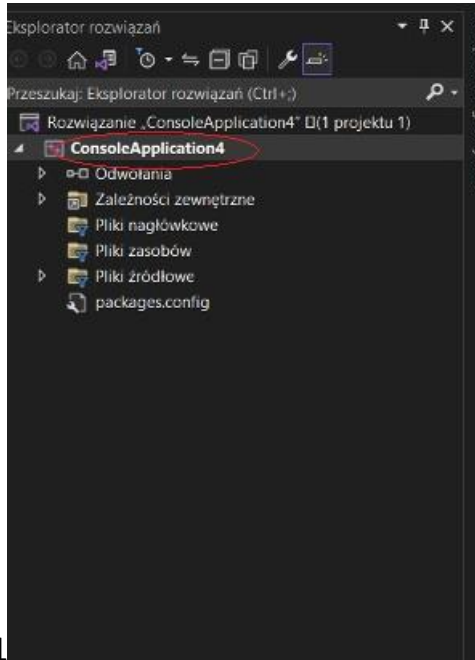 Eksplorator rozwiązań
Przeszukaj: Eksplorator rozwiązań (Ctrl+;)
Rozwiązanie „ConsoleApplication4” (1 projektu 1)
ConsoleApplication4
Odwołania
Zależności zewnętrzne
Pliki nagłówkowe
Pliki zasobów
Pliki źródłowe
packages.config